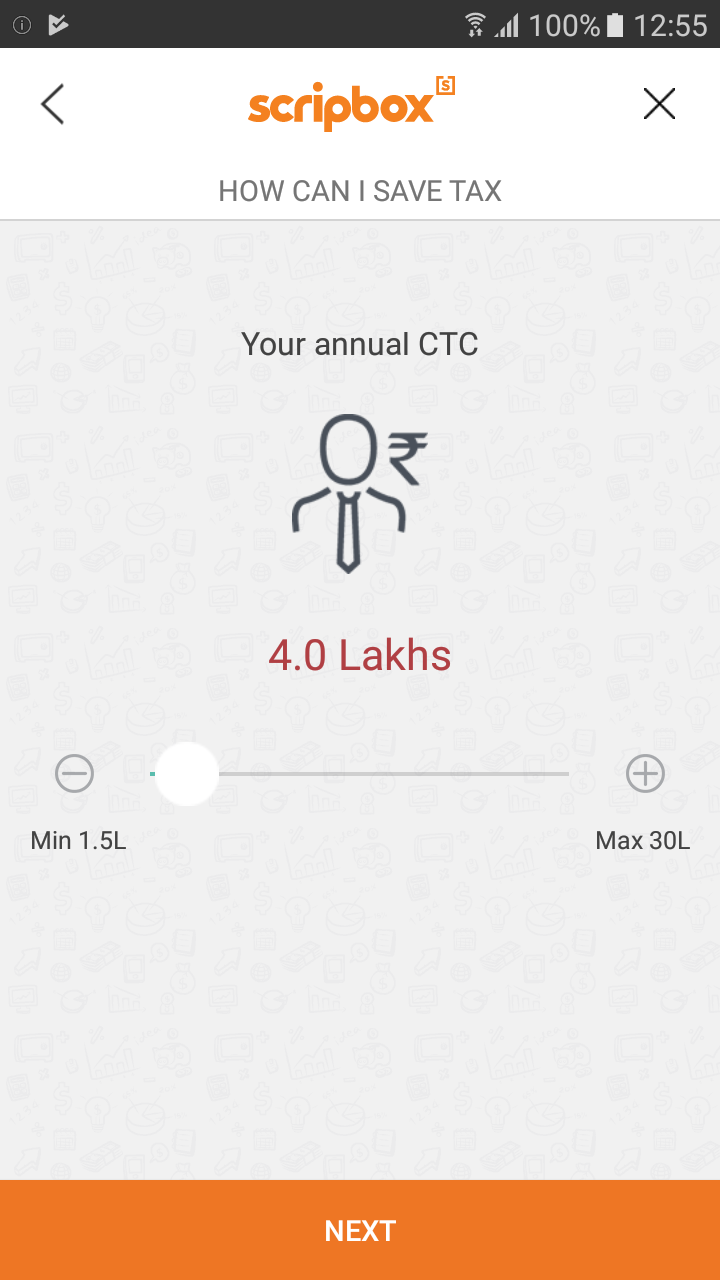 100% 12:55
scripbox [s]
HOW CAN I SAVE TAX
Your annual CTC
₹
4.0 Lakhs
Min 1.5L Max 30L
NEXT